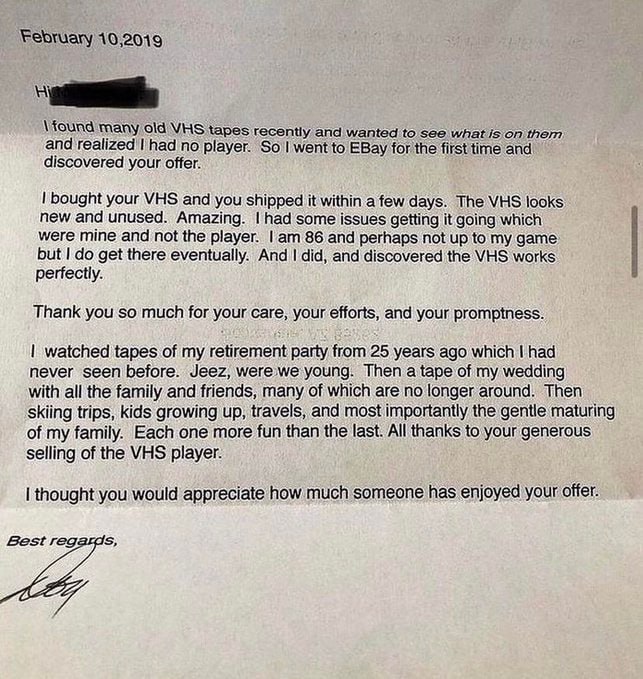 February 10,2019
Hi
I found many old VHS tapes recently and wanted to see what is on them
and realized I had no player. So I went to EBay for the first time and
discovered your offer.
I bought your VHS and you shipped it within a few days. The VHS looks
new and unused. Amazing. I had some issues getting it going which
were mine and not the player. I am 86 and perhaps not up to my game
but I do get there eventually. And I did, and discovered the VHS works
perfectly.
Thank you so much for your care, your efforts, and your promptness.
I watched tapes of my retirement party from 25 years ago which I had
never seen before. Jeez, were we young. Then a tape of my wedding
with all the family and friends, many of which are no longer around. Then
skiing trips, kids growing up, travels, and most importantly the gentle maturing
of my family. Each one more fun than the last. All thanks to your generous
selling of the VHS player.
I thought you would appreciate how much someone has enjoyed your offer.
Best regards,